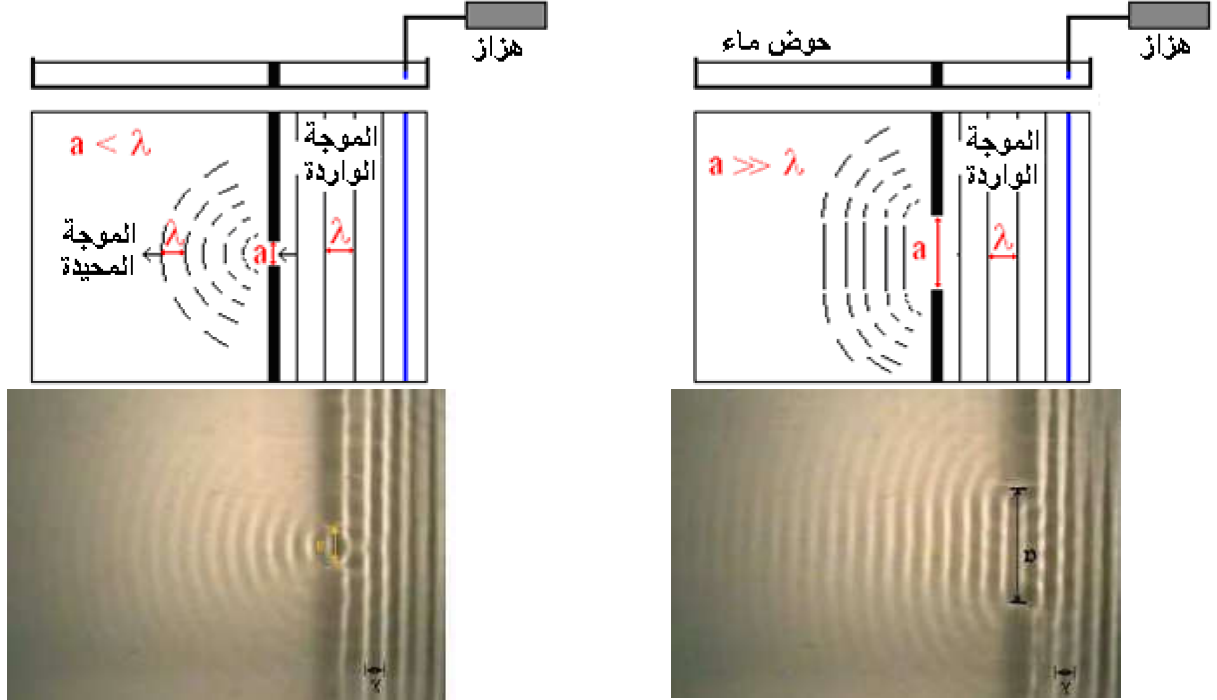 هزاز
a < λ
الموجة
الواردة
الموجة
المحيدة
λ
a
λ
هزاز
حوض ماء
a >> λ
الموجة
الواردة
a
λ
a